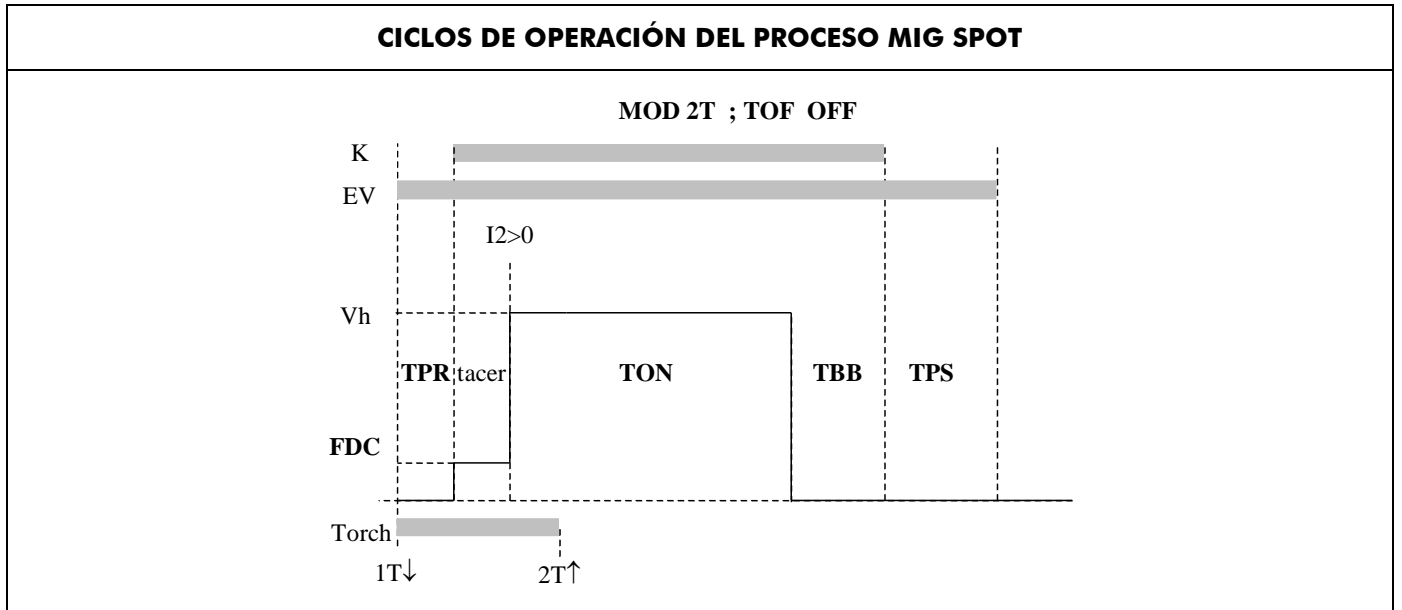 CICLOS DE OPERACIÓN DEL PROCESO MIG SPOT
MOD 2T ; TOF OFF
K
EV
I2>0
Vh
TPR tacer TON TBB TPS
FDC
Torch
1T↓ 2T↑